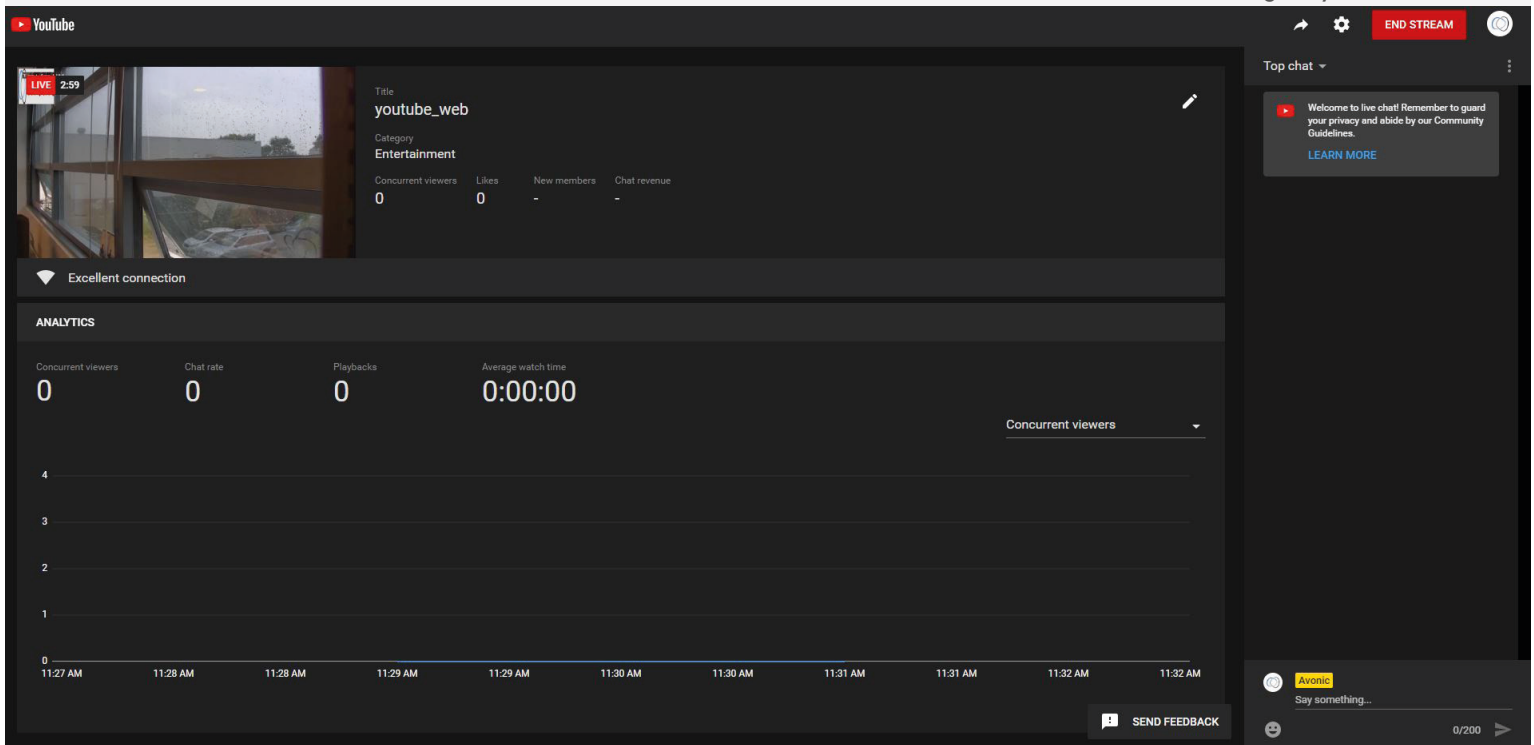 YouTube
END STREAM
LIVE 2:59
Title
youtube_web
Category
Entertainment
Concurrent viewers Likes New members Chat revenue
0 0 - -
Excellent connection
ANALYTICS
Concurrent viewers Chat rate Playbacks Average watch time
0 0 0 0:00:00
Concurrent viewers
4
3
2
1
0
11:27 AM 11:28 AM 11:28 AM 11:29 AM 11:29 AM 11:30 AM 11:30 AM 11:31 AM 11:31 AM 11:32 AM 11:32 AM
SEND FEEDBACK
Top chat
Welcome to live chat! Remember to guard
your privacy and abide by our Community
Guidelines.
LEARN MORE
Avonic
Say something...
0/200